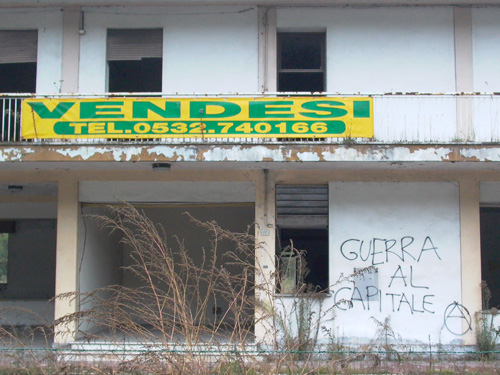 VENDESI
TEL.0532.740166
GUERRA
AL
CAPITALE